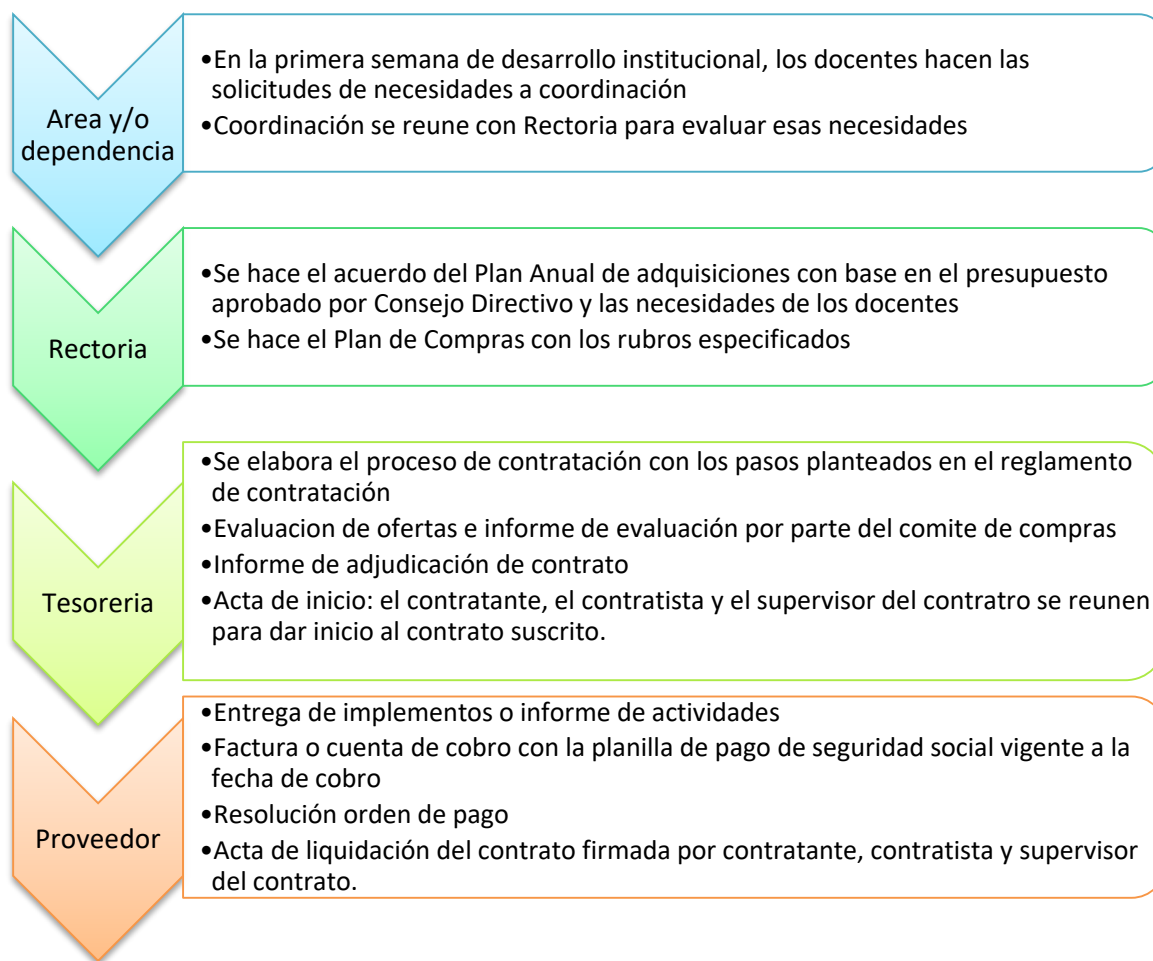 Area y/o
dependencia
•En la primera semana de desarrollo institucional, los docentes hacen las
solicitudes de necesidades a coordinación
•Coordinación se reune con Rectoria para evaluar esas necesidades
Rectoria
•Se hace el acuerdo del Plan Anual de adquisiciones con base en el presupuesto
aprobado por Consejo Directivo y las necesidades de los docentes
•Se hace el Plan de Compras con los rubros especificados
Tesoreria
•Se elabora el proceso de contratación con los pasos planteados en el reglamento
de contratación
•Evaluacion de ofertas e informe de evaluación por parte del comite de compras
•Informe de adjudicación de contrato
•Acta de inicio: el contratante, el contratista y el supervisor del contratro se reunen
para dar inicio al contrato suscrito.
Proveedor
•Entrega de implementos o informe de actividades
•Factura o cuenta de cobro con la planilla de pago de seguridad social vigente a la
fecha de cobro
•Resolución orden de pago
•Acta de liquidación del contrato firmada por contratante, contratista y supervisor
del contrato.